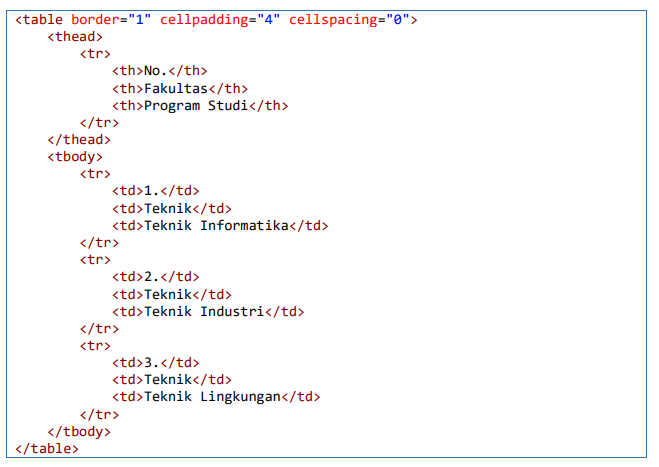 <table border="1" cellpadding="4" cellspacing="0">
    <thead>
        <tr>
            <th>No.</th>
            <th>Fakultas</th>
            <th>Program Studi</th>
        </tr>
    </thead>
    <tbody>
        <tr>
            <td>1.</td>
            <td>Teknik</td>
            <td>Teknik Informatika</td>
        </tr>
        <tr>
            <td>2.</td>
            <td>Teknik</td>
            <td>Teknik Industri</td>
        </tr>
        <tr>
            <td>3.</td>
            <td>Teknik</td>
            <td>Teknik Lingkungan</td>
        </tr>
    </tbody>
</table>